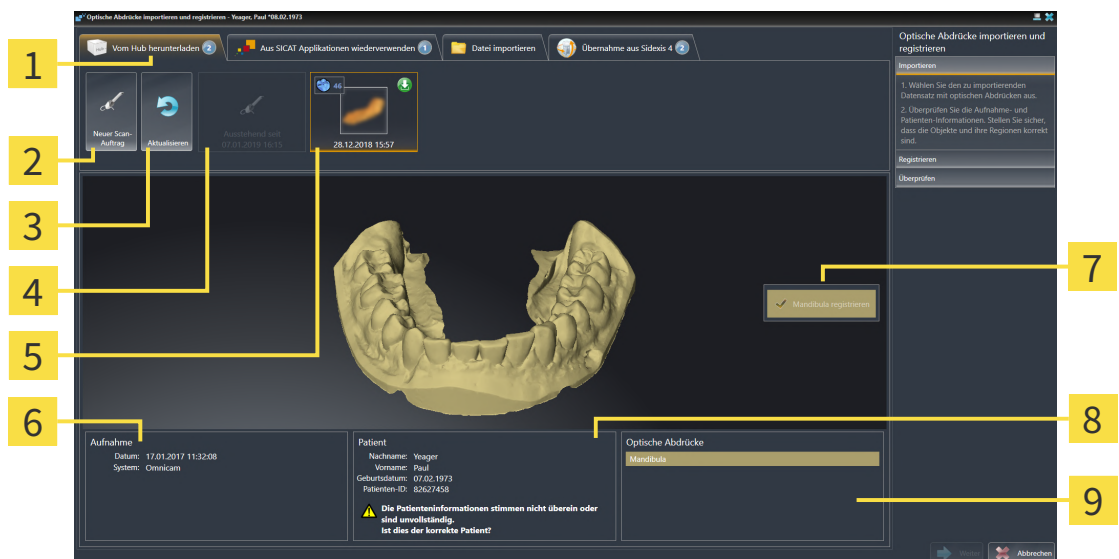 Optische Abdrücke importieren und registrieren - Yeager, Paul *08.02.1973
Vom Hub herunterladen 2
Aus SICAT Applikationen wiederverwenden 1
Datei importieren
Übernahme aus Sidexis 4 2
Optische Abdrücke importieren und
registrieren
Importieren
1. Wählen Sie den zu importierenden
Datensatz mit optischen Abdrücken aus.
2. Überprüfen Sie die Aufnahme- und
Patienten-Informationen. Stellen Sie sicher,
dass die Objekte und ihre Regionen korrekt
sind.
Registrieren
Überprüfen
Neuer Scan-
Auftrag
Aktualisieren
Ausstehend seit
07.01.2019 16:15
46
28.12.2018 15:57
Mandibula registrieren
Aufnahme
Datum: 17.01.2017 11:32:08
System: Omnicam
Patient
Nachname: Yeager
Vorname: Paul
Geburtsdatum: 07.02.1973
Patienten-ID: 82627458
Die Patienteninformationen stimmen nicht überein oder
sind unvollständig.
Ist dies der korrekte Patient?
Optische Abdrücke
Mandibula
Weiter
Abbrechen
1
2
3
4
5
6
7
8
9